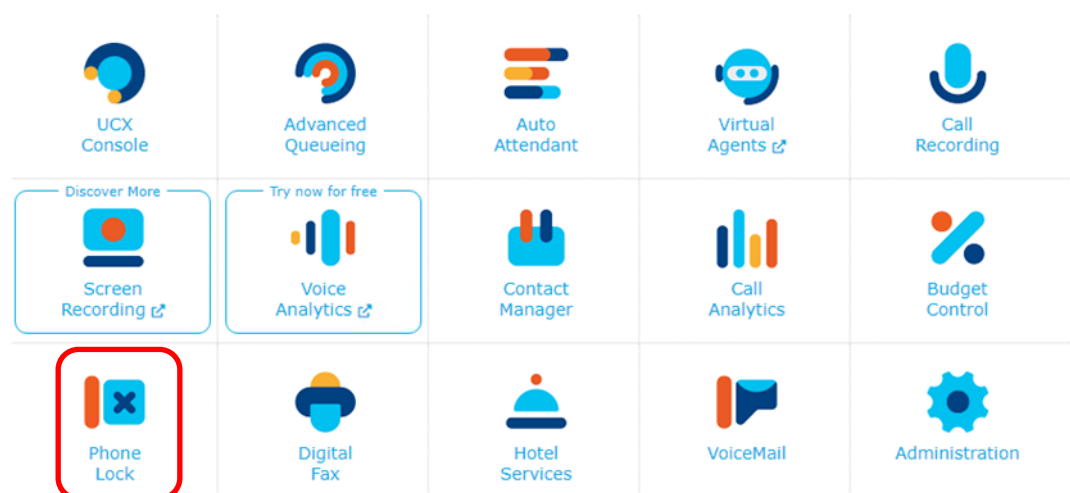 UCX
Console
Advanced
Queueing
Auto
Attendant
Virtual
Agents
Call
Recording
Discover More
Screen
Recording
Try now for free
Voice
Analytics
Contact
Manager
Call
Analytics
Budget
Control
Phone
Lock
Digital
Fax
Hotel
Services
VoiceMail
Administration